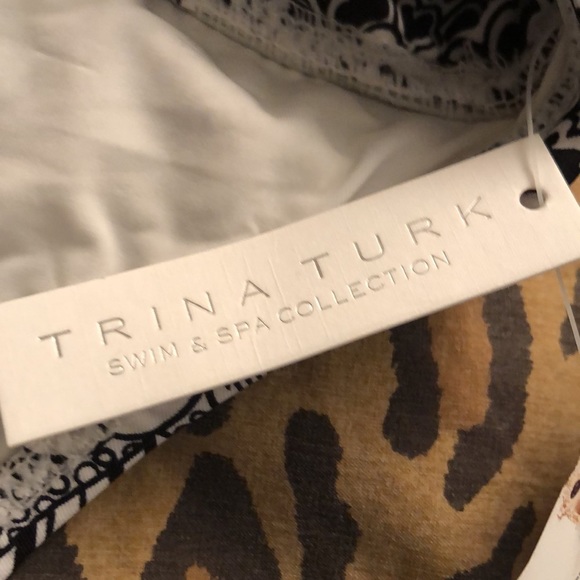 TRINA TURK
SWIM & SPA COLLECTION